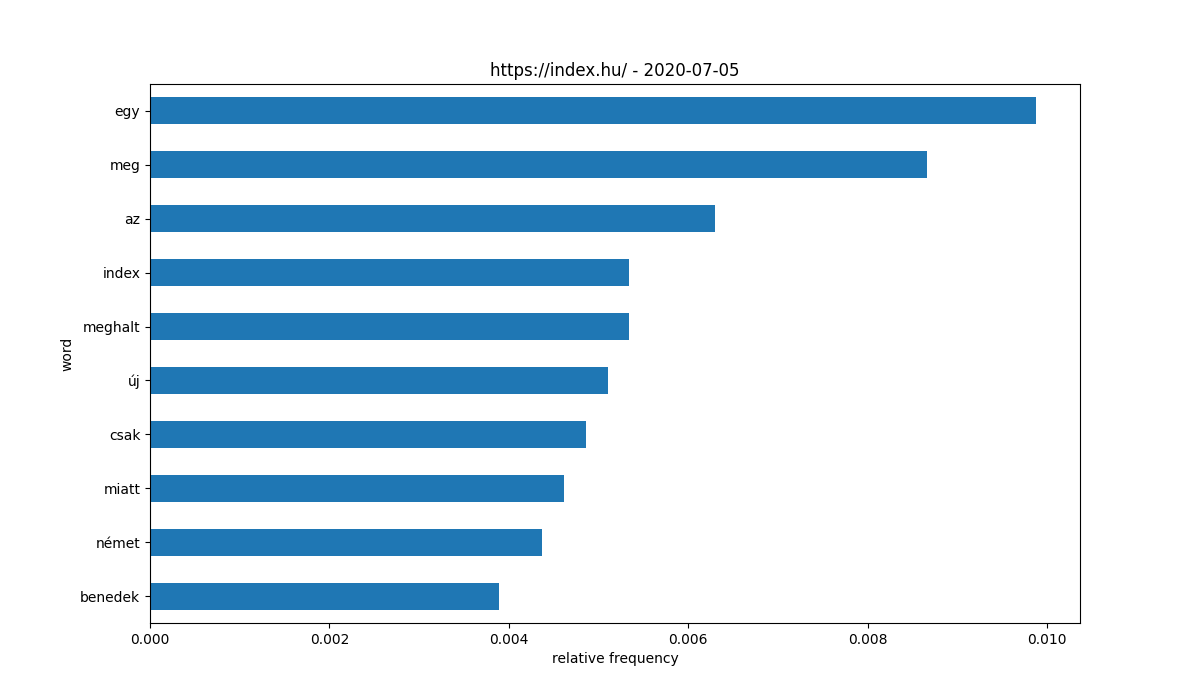 https://index.hu/ - 2020-07-05
egy
meg
az
index
meghalt
új
csak
miatt
német
benedek
word
0.000 0.002 0.004 0.006 0.008 0.010
relative frequency